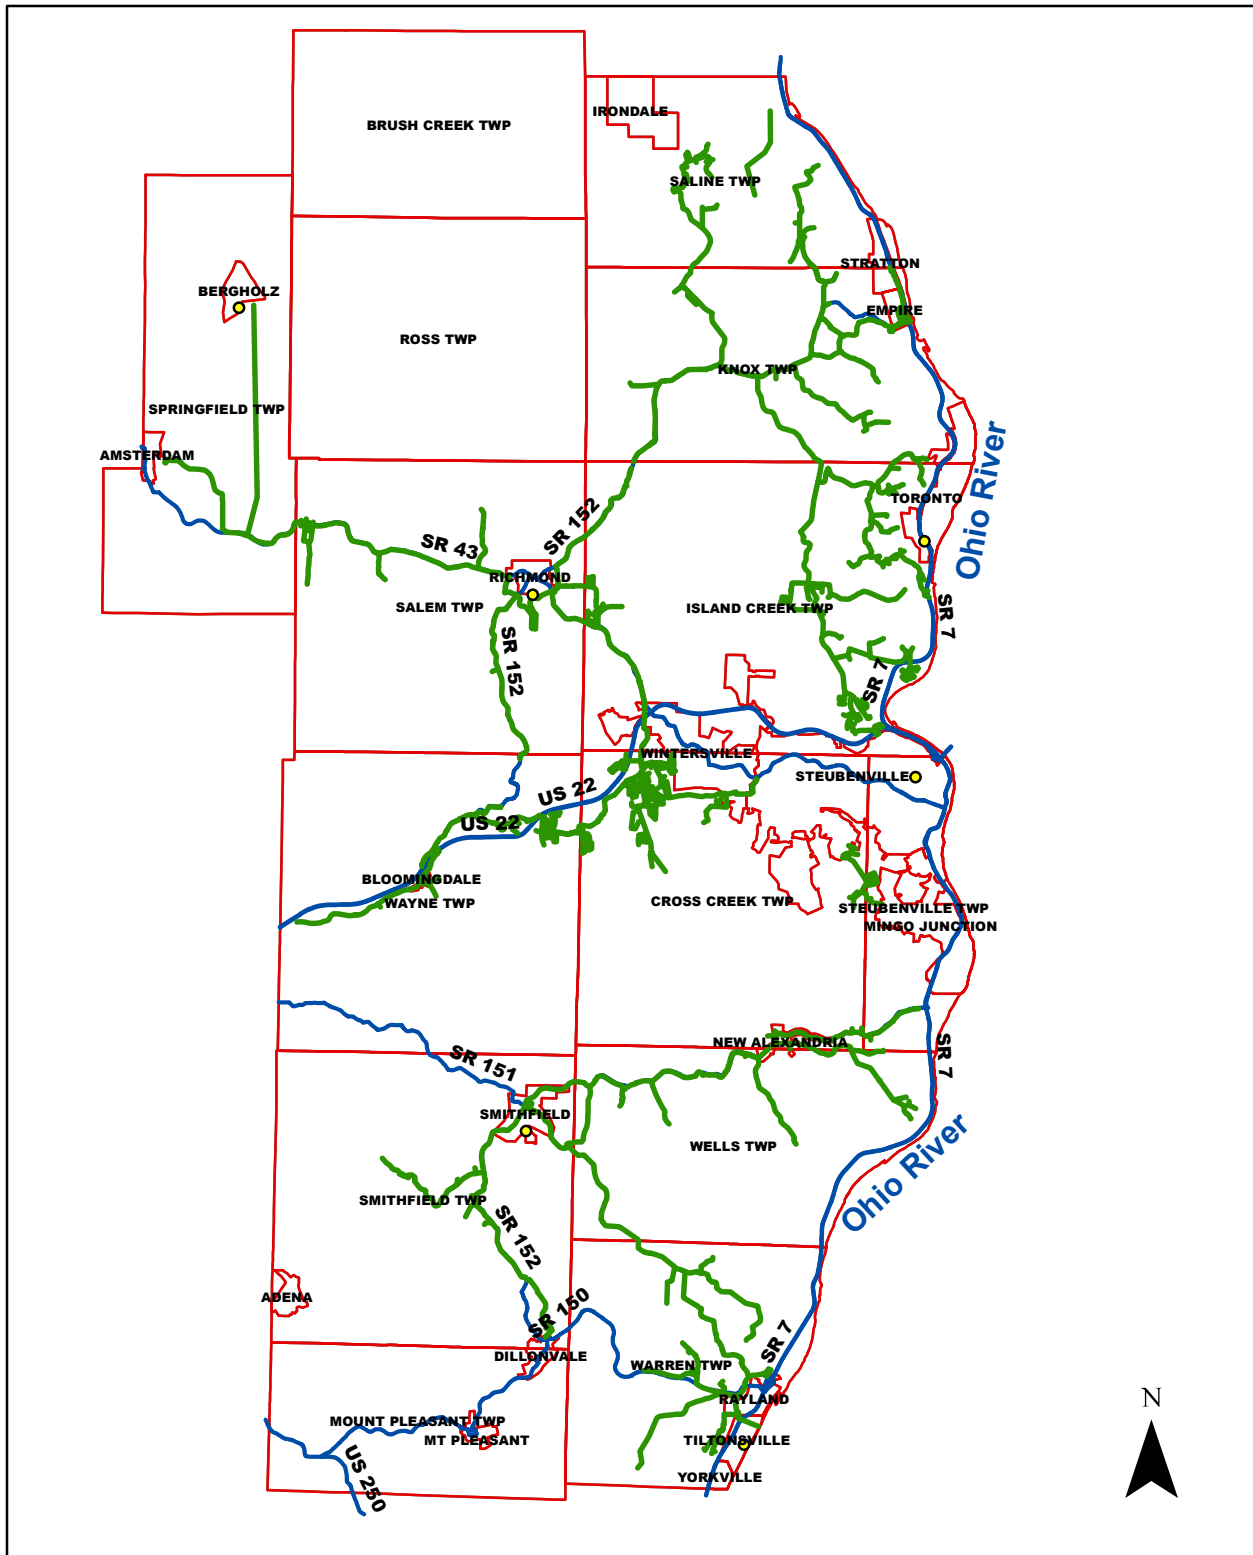 IRONDALE
BRUSH CREEK TWP
SALINE TWP
STRATTON
BERGHOLZ
EMPIRE
ROSS TWP
KNOX TWP
SPRINGFIELD TWP
AMSTERDAM
TORONTO
Ohio River
SR 152
SR 43
RICHMOND
SALEM TWP
ISLAND CREEK TWP
SR 7
SR 152
SR 7
WINTERSVILLE
STEUBENVILLE
US 22
US 22
BLOOMINGDALE
WAYNE TWP
CROSS CREEK TWP
STEUBENVILLE TWP
MINGO JUNCTION
NEW ALEXANDRIA
SR 7
SR 151
SMITHFIELD
WELLS TWP
Ohio River
SMITHFIELD TWP
SR 152
ADENA
SR 150
SR 7
DILLONVALE
WARREN TWP
RAYLAND
MOUNT PLEASANT TWP
MT PLEASANT
TILTONSVILLE
YORKVILLE
US 250
N